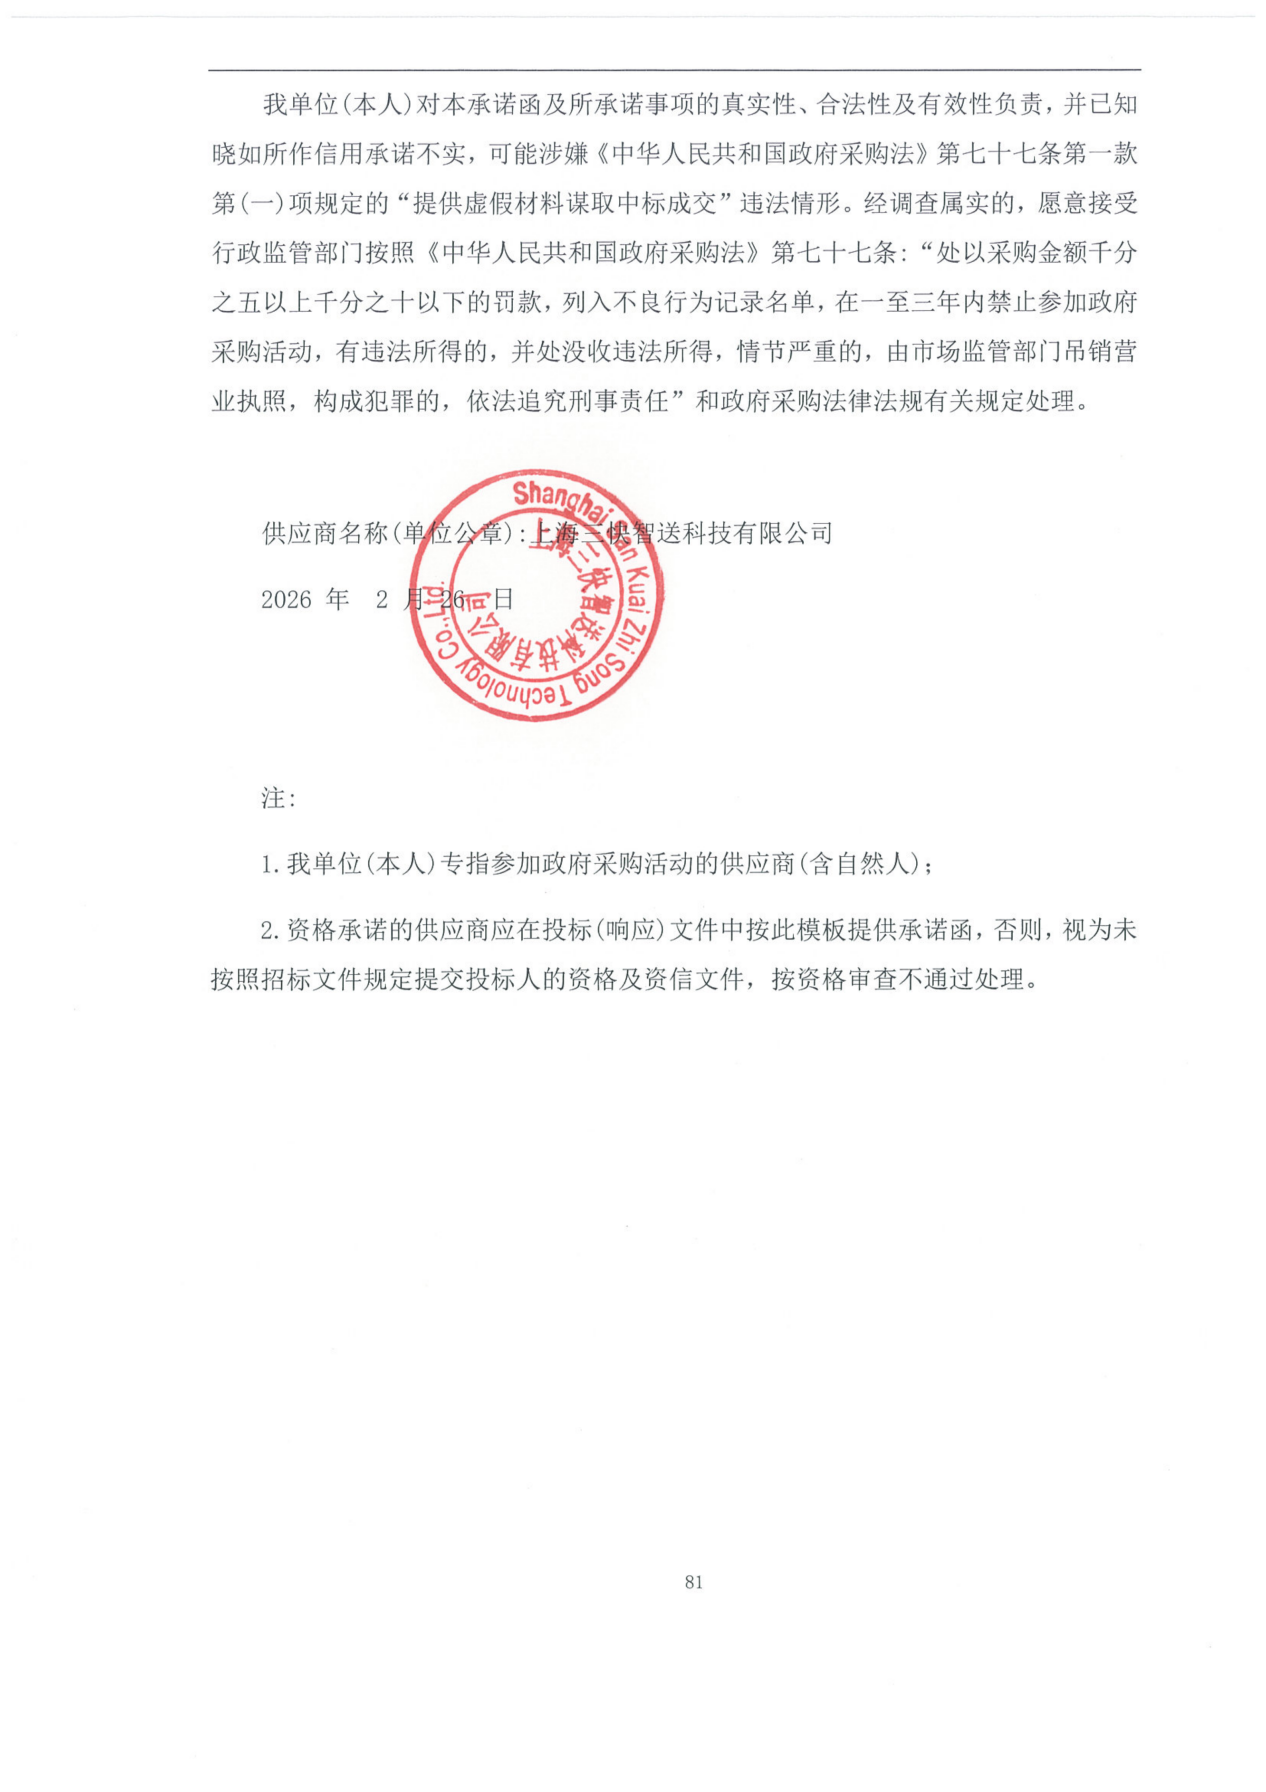 我单位(本人)对本承诺函及所承诺事项的真实性、合法性及有效性负责，并已知
晓如所作信用承诺不实，可能涉嫌《中华人民共和国政府采购法》第七十七条第一款
第(一)项规定的“提供虚假材料谋取中标成交”违法情形。经调查属实的，愿意接受
行政监管部门按照《中华人民共和国政府采购法》第七十七条：“处以采购金额千分
之五以上千分之十以下的罚款，列入不良行为记录名单，在一至三年内禁止参加政府
采购活动，有违法所得的，并处没收违法所得，情节严重的，由市场监管部门吊销营
业执照，构成犯罪的，依法追究刑事责任”和政府采购法律法规有关规定处理。
供应商名称(单位公章)：上海三快智送科技有限公司
2026 年 2 月 26 日
Shanghai San Kuai Zhi Song Technology Co.,Ltd.
上海三快智送科技有限公司
注：
1.我单位(本人)专指参加政府采购活动的供应商(含自然人)；
2.资格承诺的供应商应在投标(响应)文件中按此模板提供承诺函，否则，视为未
按照招标文件规定提交投标人的资格及资信文件，按资格审查不通过处理。
81